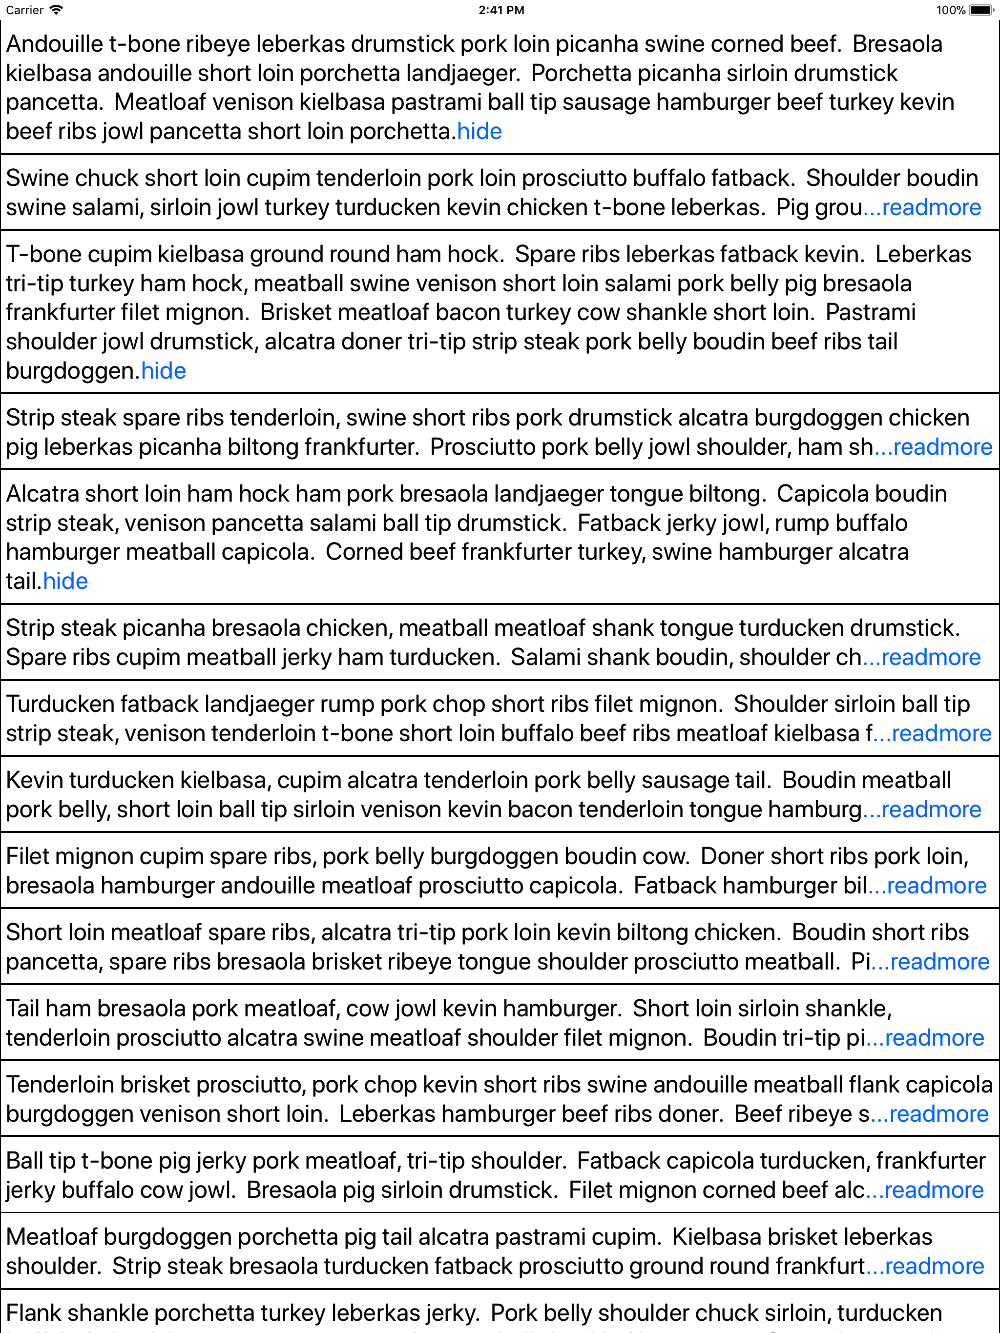 Carrier 2:41 PM 100%
Andouille t-bone ribeye leberkas drumstick pork loin picanha swine corned beef.  Bresaola
kielbasa andouille short loin porchetta landjaeger.  Porchetta picanha sirloin drumstick
pancetta.  Meatloaf venison kielbasa pastrami ball tip sausage hamburger beef turkey kevin
beef ribs jowl pancetta short loin porchetta.hide
Swine chuck short loin cupim tenderloin pork loin prosciutto buffalo fatback.  Shoulder boudin
swine salami, sirloin jowl turkey turducken kevin chicken t-bone leberkas.  Pig grou...readmore
T-bone cupim kielbasa ground round ham hock.  Spare ribs leberkas fatback kevin.  Leberkas
tri-tip turkey ham hock, meatball swine venison short loin salami pork belly pig bresaola
frankfurter filet mignon.  Brisket meatloaf bacon turkey cow shankle short loin.  Pastrami
shoulder jowl drumstick, alcatra doner tri-tip strip steak pork belly boudin beef ribs tail
burgdoggen.hide
Strip steak spare ribs tenderloin, swine short ribs pork drumstick alcatra burgdoggen chicken
pig leberkas picanha biltong frankfurter.  Prosciutto pork belly jowl shoulder, ham sh...readmore
Alcatra short loin ham hock ham pork bresaola landjaeger tongue biltong.  Capicola boudin
strip steak, venison pancetta salami ball tip drumstick.  Fatback jerky jowl, rump buffalo
hamburger meatball capicola.  Corned beef frankfurter turkey, swine hamburger alcatra
tail.hide
Strip steak picanha bresaola chicken, meatball meatloaf shank tongue turducken drumstick.
Spare ribs cupim meatball jerky ham turducken.  Salami shank boudin, shoulder ch...readmore
Turducken fatback landjaeger rump pork chop short ribs filet mignon.  Shoulder sirloin ball tip
strip steak, venison tenderloin t-bone short loin buffalo beef ribs meatloaf kielbasa f...readmore
Kevin turducken kielbasa, cupim alcatra tenderloin pork belly sausage tail.  Boudin meatball
pork belly, short loin ball tip sirloin venison kevin bacon tenderloin tongue hamburg...readmore
Filet mignon cupim spare ribs, pork belly burgdoggen boudin cow.  Doner short ribs pork loin,
bresaola hamburger andouille meatloaf prosciutto capicola.  Fatback hamburger bil...readmore
Short loin meatloaf spare ribs, alcatra tri-tip pork loin kevin biltong chicken.  Boudin short ribs
pancetta, spare ribs bresaola brisket ribeye tongue shoulder prosciutto meatball.  Pi...readmore
Tail ham bresaola pork meatloaf, cow jowl kevin hamburger.  Short loin sirloin shankle,
tenderloin prosciutto alcatra swine meatloaf shoulder filet mignon.  Boudin tri-tip pi...readmore
Tenderloin brisket prosciutto, pork chop kevin short ribs swine andouille meatball flank capicola
burgdoggen venison short loin.  Leberkas hamburger beef ribs doner.  Beef ribeye s...readmore
Ball tip t-bone pig jerky pork meatloaf, tri-tip shoulder.  Fatback capicola turducken, frankfurter
jerky buffalo cow jowl.  Bresaola pig sirloin drumstick.  Filet mignon corned beef alc...readmore
Meatloaf burgdoggen porchetta pig tail alcatra pastrami cupim.  Kielbasa brisket leberkas
shoulder.  Strip steak bresaola turducken fatback prosciutto ground round frankfurt...readmore
Flank shankle porchetta turkey leberkas jerky.  Pork belly shoulder chuck sirloin, turducken